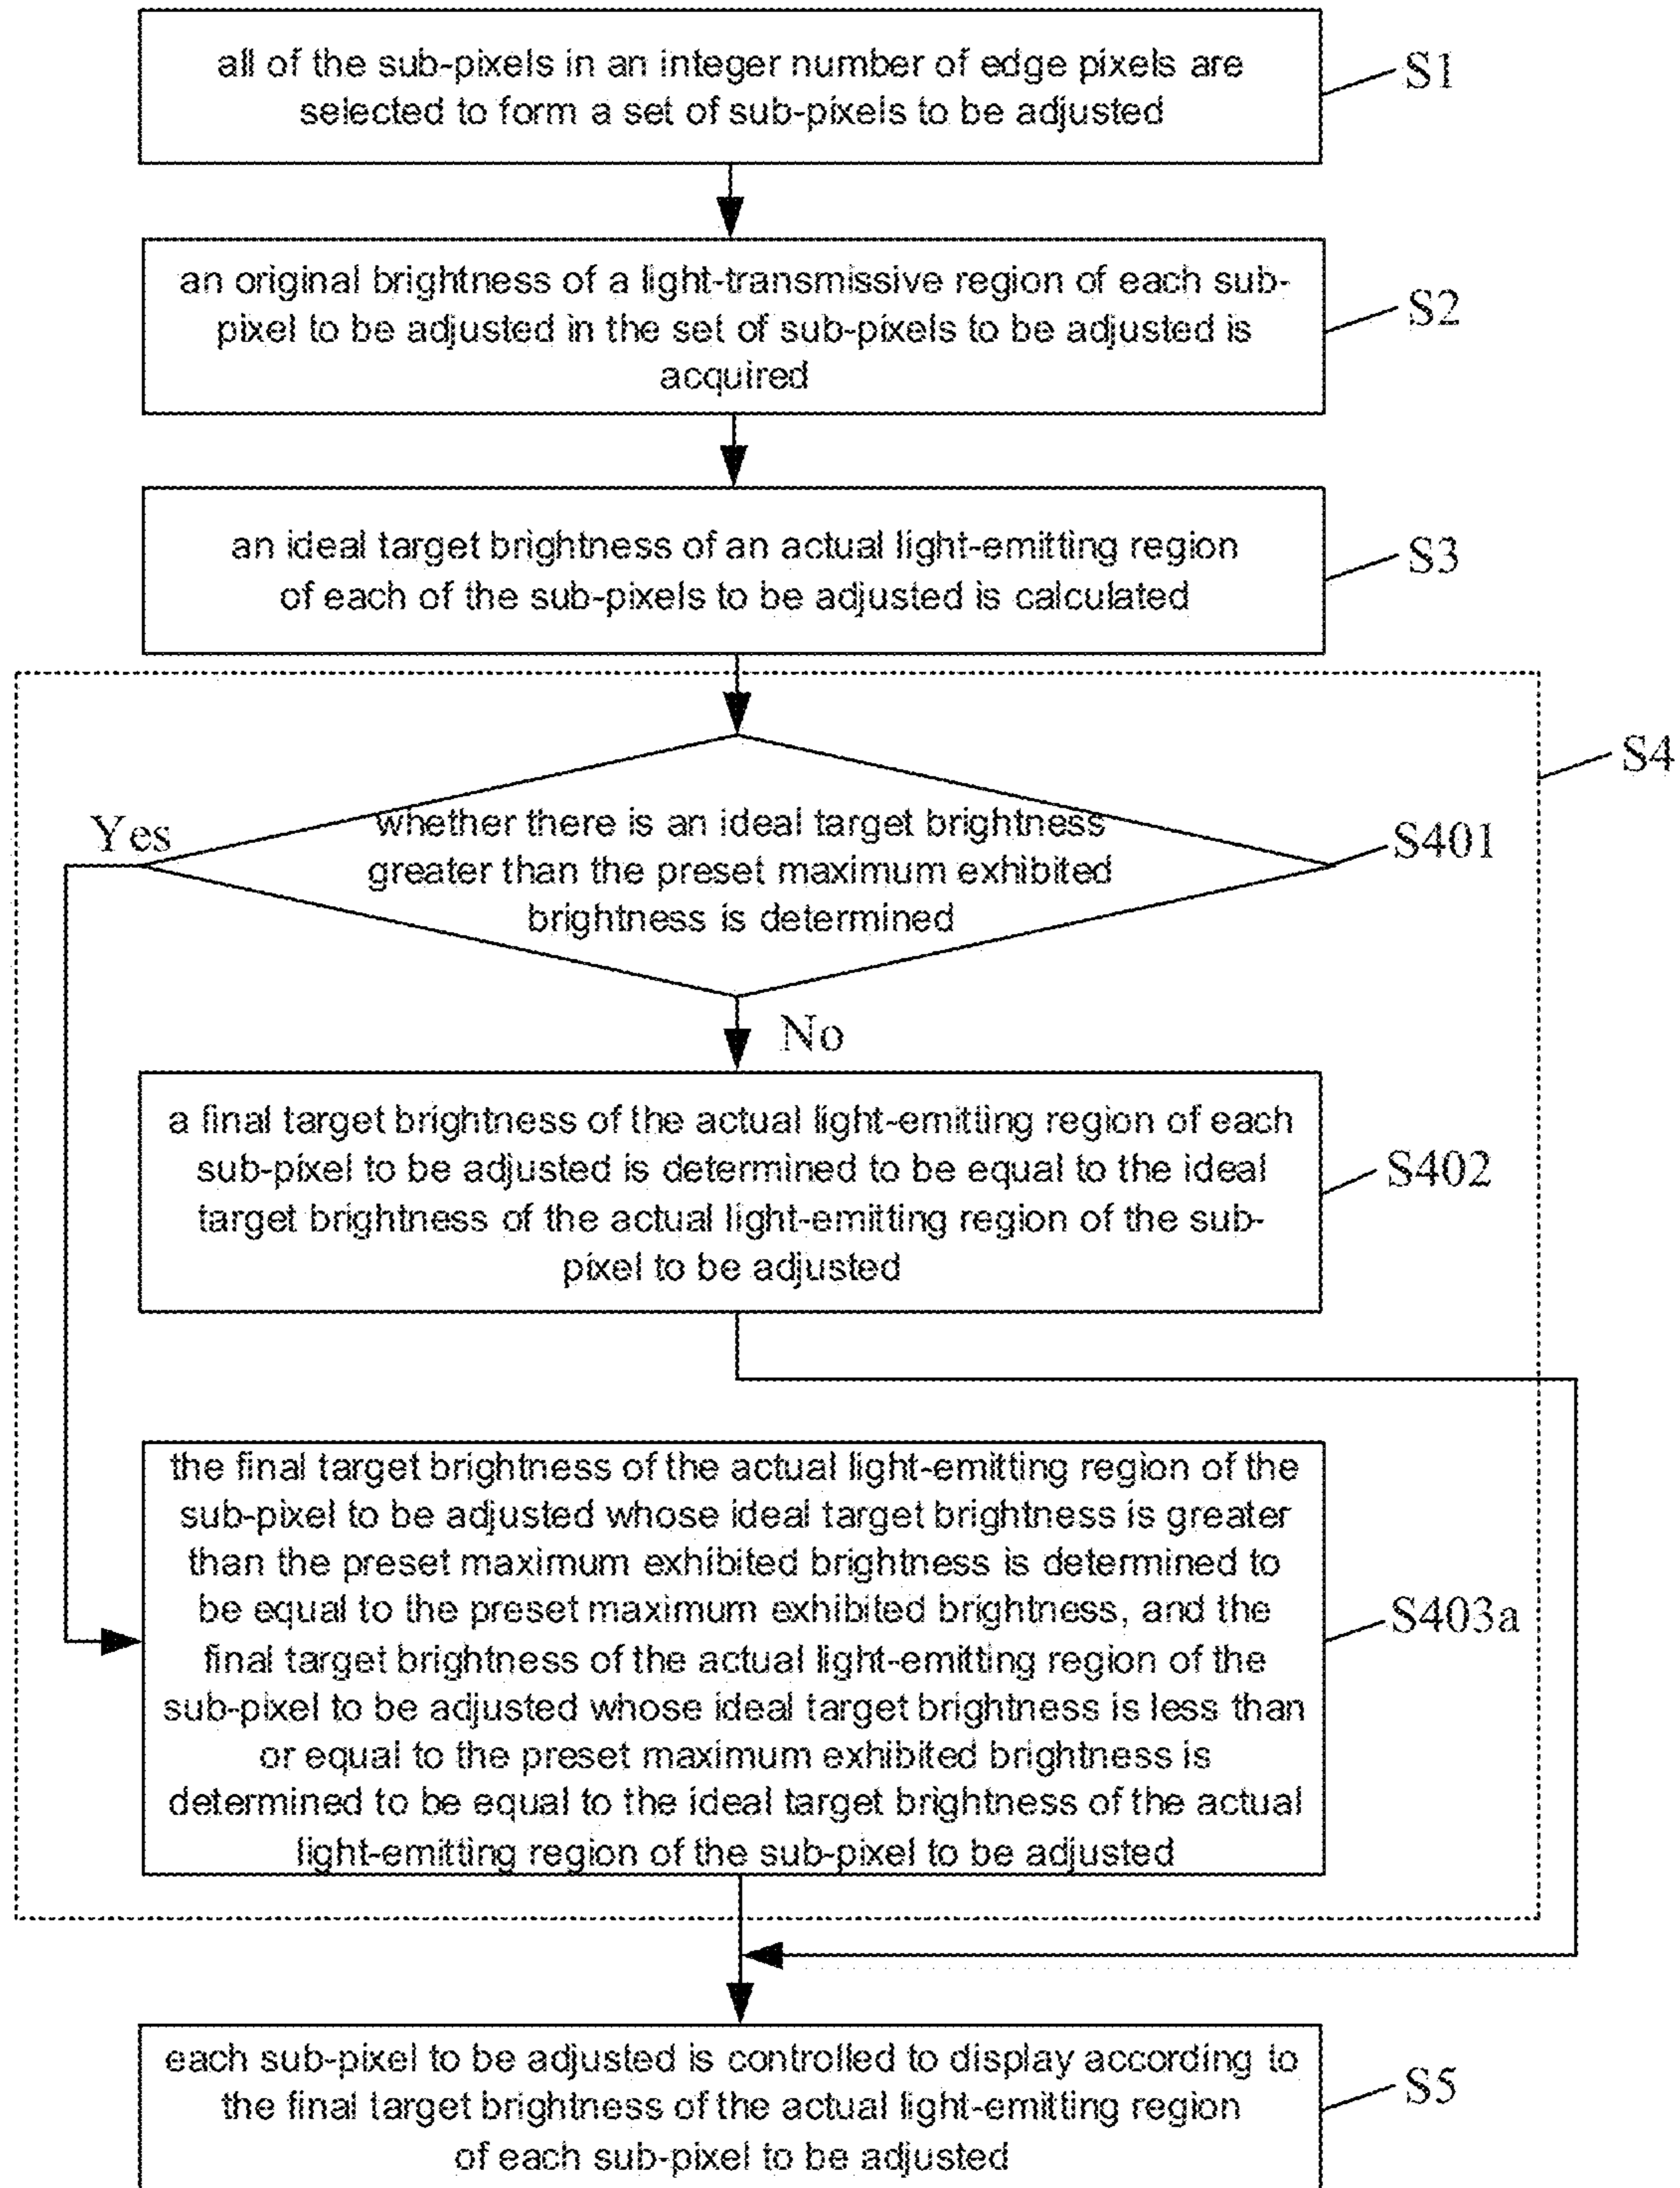 all of the sub-pixels in an integer number of edge pixels are
selected to form a set of sub-pixels to be adjusted
S1
an original brightness of a light-transmissive region of each sub-
pixel to be adjusted in the set of sub-pixels to be adjusted is
acquired
S2
an ideal target brightness of an actual light-emitting region
of each of the sub-pixels to be adjusted is calculated
S3
S4
Yes
whether there is an ideal target brightness
greater than the preset maximum exhibited
brightness is determined
S401
No
a final target brightness of the actual light-emitting region of each
sub-pixel to be adjusted is determined to be equal to the ideal
target brightness of the actual light-emitting region of the sub-
pixel to be adjusted
S402
the final target brightness of the actual light-emitting region of the
sub-pixel to be adjusted whose ideal target brightness is greater
than the preset maximum exhibited brightness is determined to
be equal to the preset maximum exhibited brightness, and the
final target brightness of the actual light-emitting region of the
sub-pixel to be adjusted whose ideal target brightness is less than
or equal to the preset maximum exhibited brightness is
determined to be equal to the ideal target brightness of the actual
light-emitting region of the sub-pixel to be adjusted
S403a
each sub-pixel to be adjusted is controlled to display according to
the final target brightness of the actual light-emitting region
of each sub-pixel to be adjusted
S5